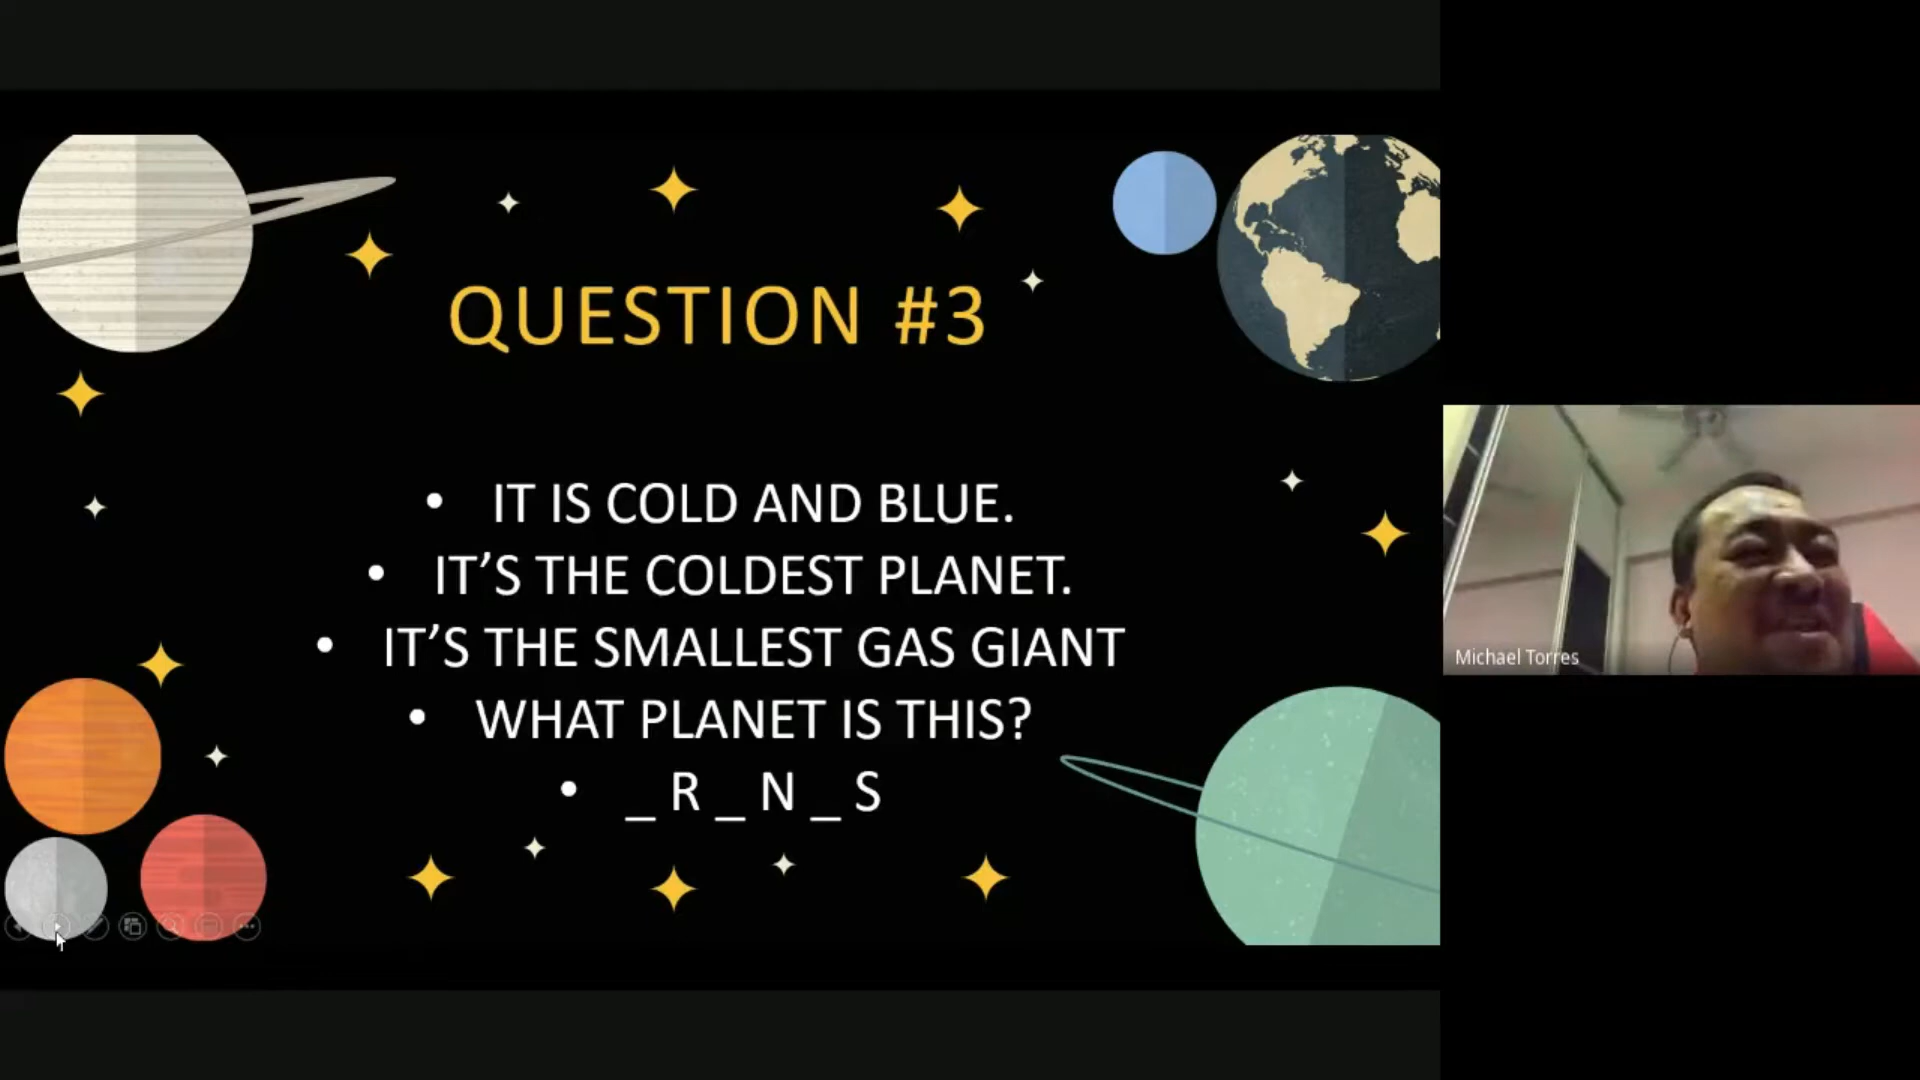 QUESTION #3
• IT IS COLD AND BLUE.
• IT’S THE COLDEST PLANET.
• IT’S THE SMALLEST GAS GIANT
• WHAT PLANET IS THIS?
• _ R _ N _ S
Michael Torres